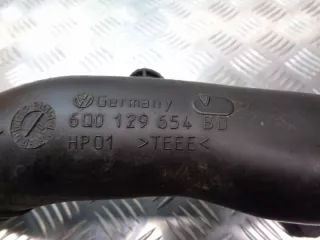 Germany
6Q0 129 654 BD
HP01 >TEEE<